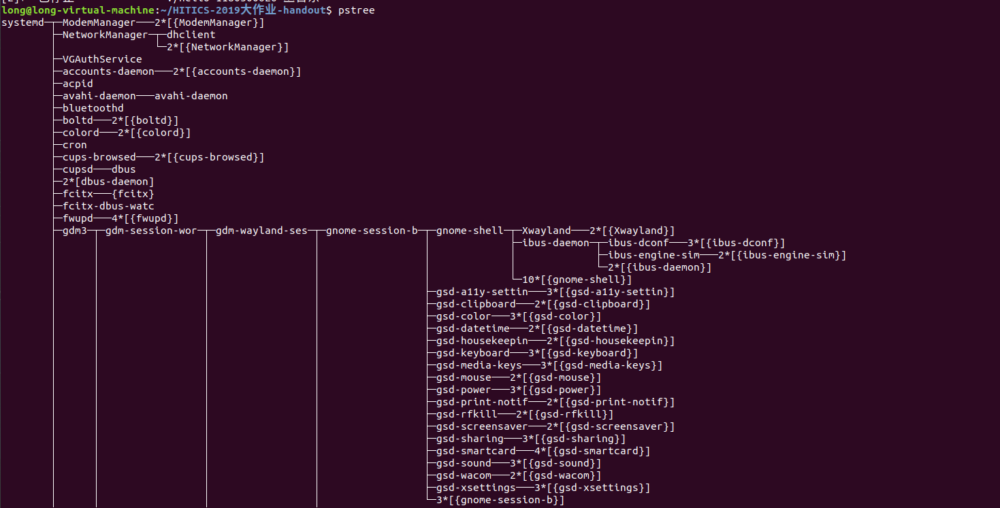 long@long-virtual-machine:~/HITICS-2019大作业-handout$ pstree
systemd─┬─ModemManager───2*[{ModemManager}]
        ├─NetworkManager─┬─dhclient
        │                └─2*[{NetworkManager}]
        ├─VGAuthService
        ├─accounts-daemon───2*[{accounts-daemon}]
        ├─acpid
        ├─avahi-daemon───avahi-daemon
        ├─bluetoothd
        ├─boltd───2*[{boltd}]
        ├─colord───2*[{colord}]
        ├─cron
        ├─cups-browsed───2*[{cups-browsed}]
        ├─cupsd───dbus
        ├─2*[dbus-daemon]
        ├─fcitx───{fcitx}
        ├─fcitx-dbus-watc
        ├─fwupd───4*[{fwupd}]
        ├─gdm3─┬─gdm-session-wor─┬─gdm-wayland-ses─┬─gnome-session-b─┬─gnome-shell─┬─Xwayland───2*[{Xwayland}]
        │      │                 │                 │                 │             ├─ibus-daemon─┬─ibus-dconf───3*[{ibus-dconf}]
        │      │                 │                 │                 │             │             ├─ibus-engine-sim───2*[{ibus-engine-sim}]
        │      │                 │                 │                 │             │             └─2*[{ibus-daemon}]
        │      │                 │                 │                 │             └─10*[{gnome-shell}]
        │      │                 │                 │                 ├─gsd-a11y-settin───3*[{gsd-a11y-settin}]
        │      │                 │                 │                 ├─gsd-clipboard───2*[{gsd-clipboard}]
        │      │                 │                 │                 ├─gsd-color───3*[{gsd-color}]
        │      │                 │                 │                 ├─gsd-datetime───2*[{gsd-datetime}]
        │      │                 │                 │                 ├─gsd-housekeepin───2*[{gsd-housekeepin}]
        │      │                 │                 │                 ├─gsd-keyboard───3*[{gsd-keyboard}]
        │      │                 │                 │                 ├─gsd-media-keys───3*[{gsd-media-keys}]
        │      │                 │                 │                 ├─gsd-mouse───2*[{gsd-mouse}]
        │      │                 │                 │                 ├─gsd-power───3*[{gsd-power}]
        │      │                 │                 │                 ├─gsd-print-notif───2*[{gsd-print-notif}]
        │      │                 │                 │                 ├─gsd-rfkill───2*[{gsd-rfkill}]
        │      │                 │                 │                 ├─gsd-screensaver───2*[{gsd-screensaver}]
        │      │                 │                 │                 ├─gsd-sharing───3*[{gsd-sharing}]
        │      │                 │                 │                 ├─gsd-smartcard───4*[{gsd-smartcard}]
        │      │                 │                 │                 ├─gsd-sound───3*[{gsd-sound}]
        │      │                 │                 │                 ├─gsd-wacom───2*[{gsd-wacom}]
        │      │                 │                 │                 ├─gsd-xsettings───3*[{gsd-xsettings}]
        │      │                 │                 │                 └─3*[{gnome-session-b}]